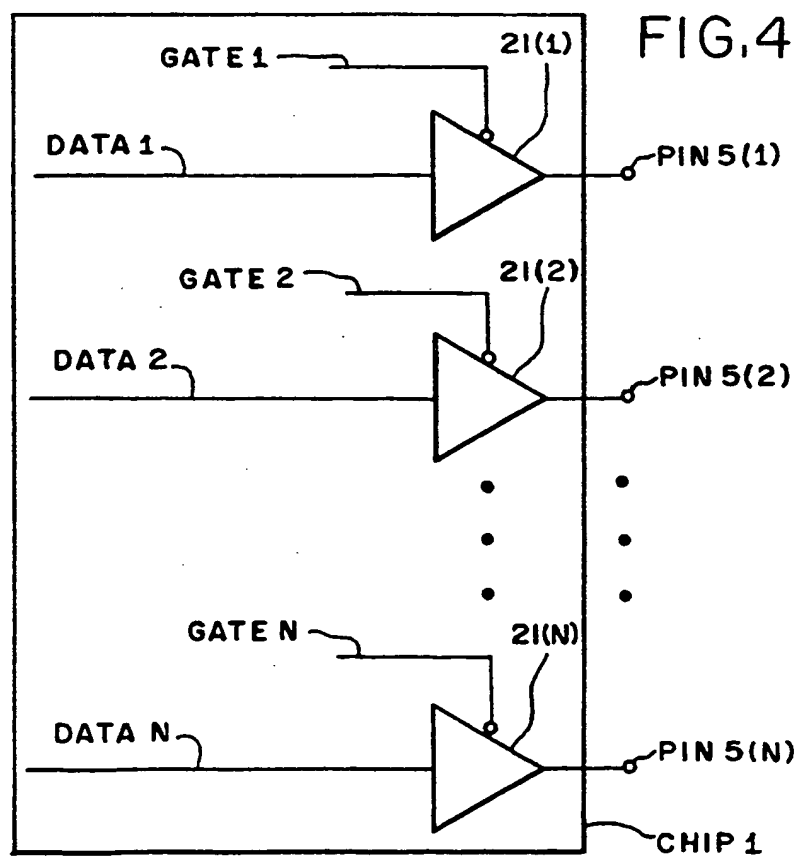 FIG.4
GATE 1
21(1)
DATA 1
PIN 5(1)
GATE 2
21(2)
DATA 2
PIN 5(2)
GATE N
21(N)
DATA N
PIN 5(N)
CHIP 1